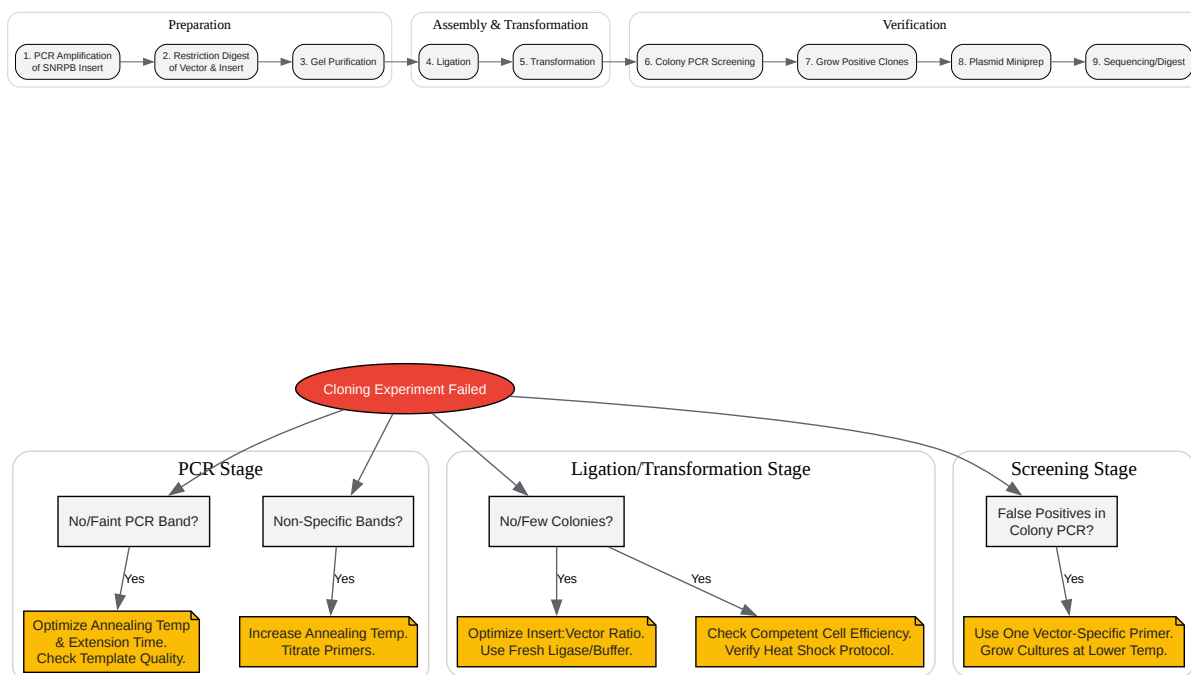 Preparation
Assembly & Transformation
Verification
1. PCR Amplification
of SNRPB Insert
2. Restriction Digest
of Vector & Insert
3. Gel Purification
4. Ligation
5. Transformation
6. Colony PCR Screening
7. Grow Positive Clones
8. Plasmid Miniprep
9. Sequencing/Digest
Cloning Experiment Failed
PCR Stage
Ligation/Transformation Stage
Screening Stage
No/Faint PCR Band?
Non-Specific Bands?
No/Few Colonies?
False Positives in
Colony PCR?
Yes
Yes
Yes
Yes
Yes
Optimize Annealing Temp
& Extension Time.
Check Template Quality.
Increase Annealing Temp.
Titrate Primers.
Optimize Insert:Vector Ratio.
Use Fresh Ligase/Buffer.
Check Competent Cell Efficiency.
Verify Heat Shock Protocol.
Use One Vector-Specific Primer.
Grow Cultures at Lower Temp.